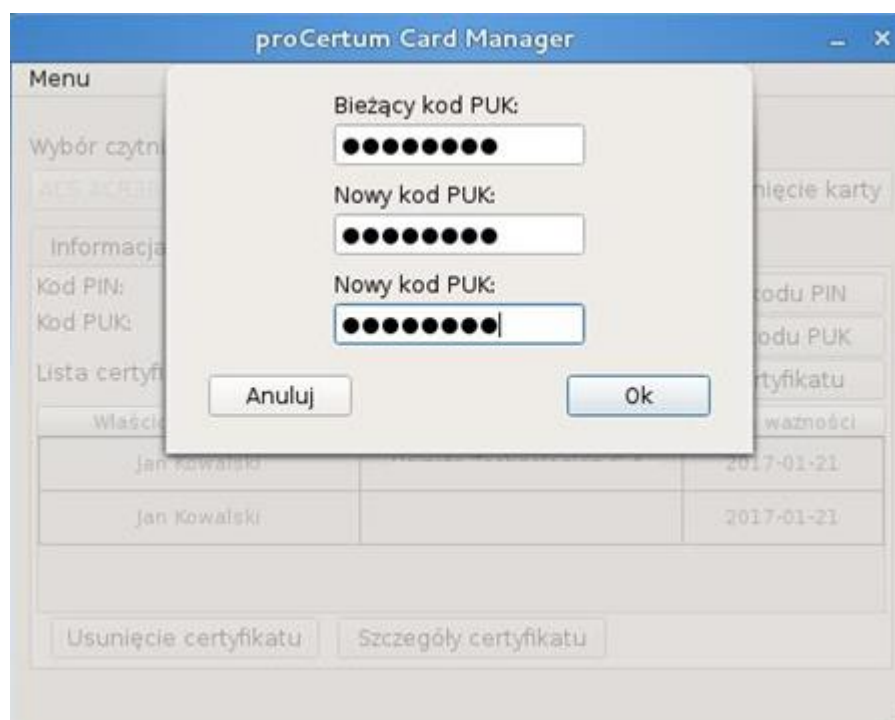 proCertum Card Manager
Menu
Bieżący kod PUK:
Wybór czytni
Nowy kod PUK:
nięcie karty
Informacja
Nowy kod PUK:
Kod PIN:
kodu PIN
Kod PUK:
odu PUK
Lista certyfi
rtyfikatu
Anuluj
Ok
Właścic
ważności
Jan Kowalski
2017-01-21
Jan Kowalski
2017-01-21
Usunięcie certyfikatu
Szczegóły certyfikatu